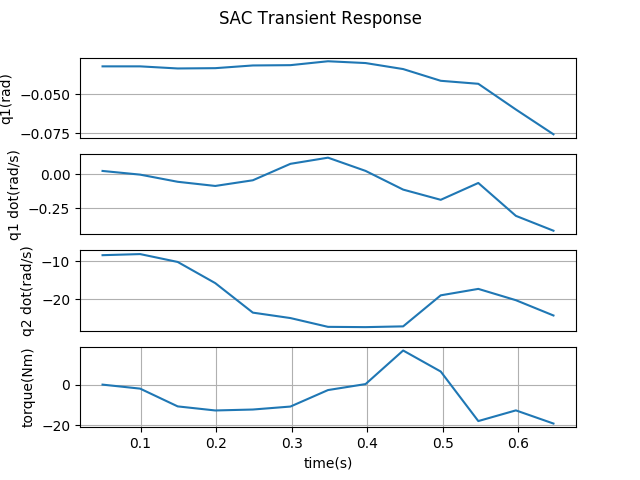 SAC Transient Response
q1(rad)
−0.050
−0.075
q1 dot(rad/s)
0.00
−0.25
q2 dot(rad/s)
−10
−20
torque(Nm)
0
−20
0.1 0.2 0.3 0.4 0.5 0.6
time(s)